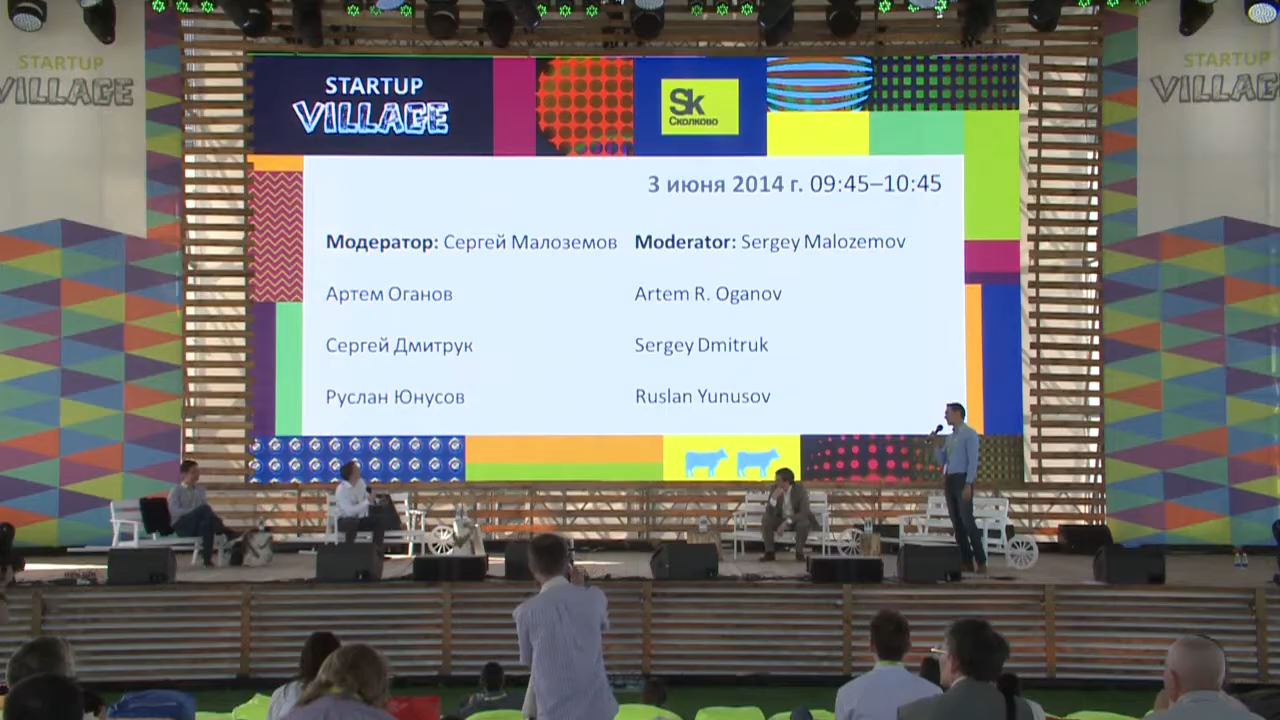 STARTUP
VILLAGE
STARTUP
VILLAGE
Sk
Сколково
STARTUP
VILLAGE
3 июня 2014 г. 09:45–10:45
Модератор: Сергей Малоземов Moderator: Sergey Malozemov
Артем Оганов Artem R. Oganov
Сергей Дмитрук Sergey Dmitruk
Руслан Юнусов Ruslan Yunusov